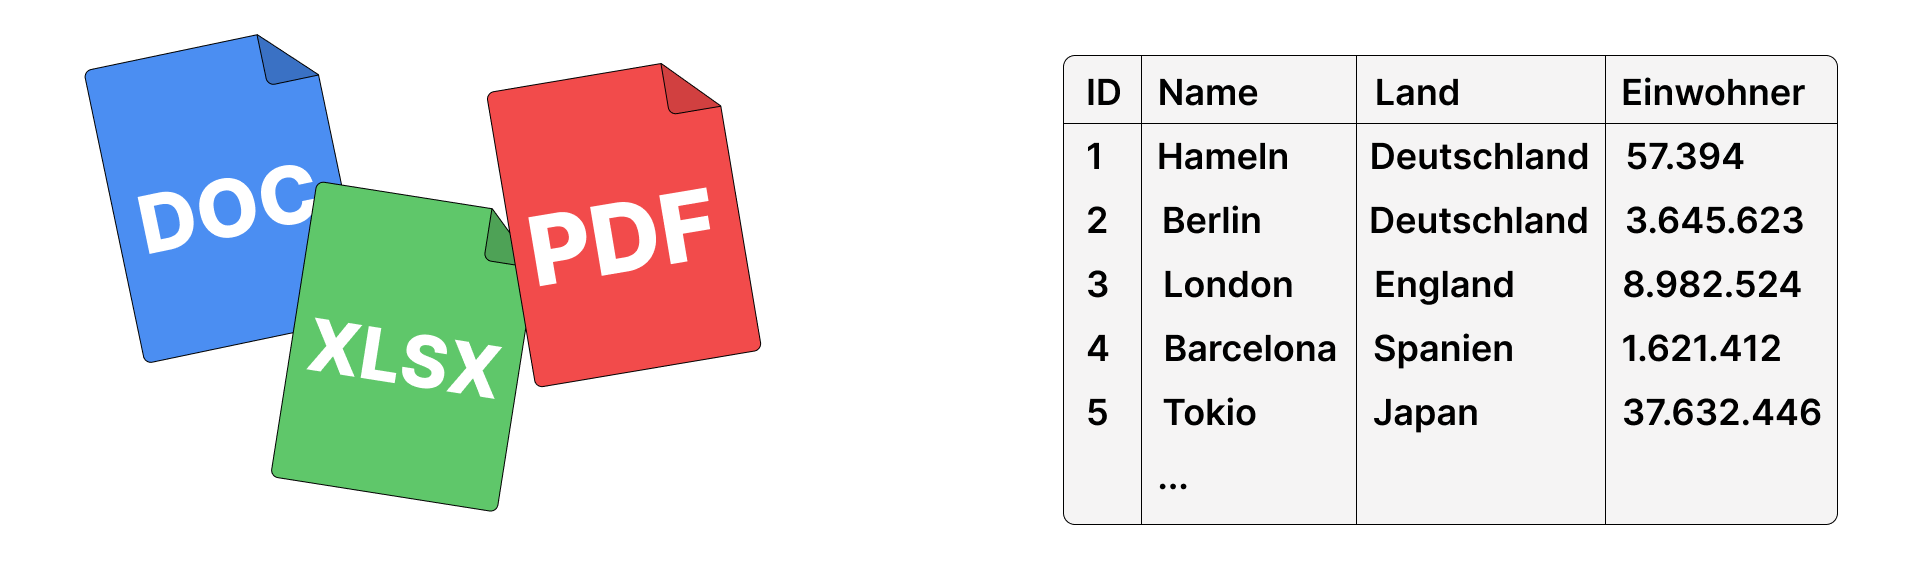 DOC
XLSX
PDF
ID Name Land Einwohner
1 Hameln Deutschland 57.394
2 Berlin Deutschland 3.645.623
3 London England 8.982.524
4 Barcelona Spanien 1.621.412
5 Tokio Japan 37.632.446
...